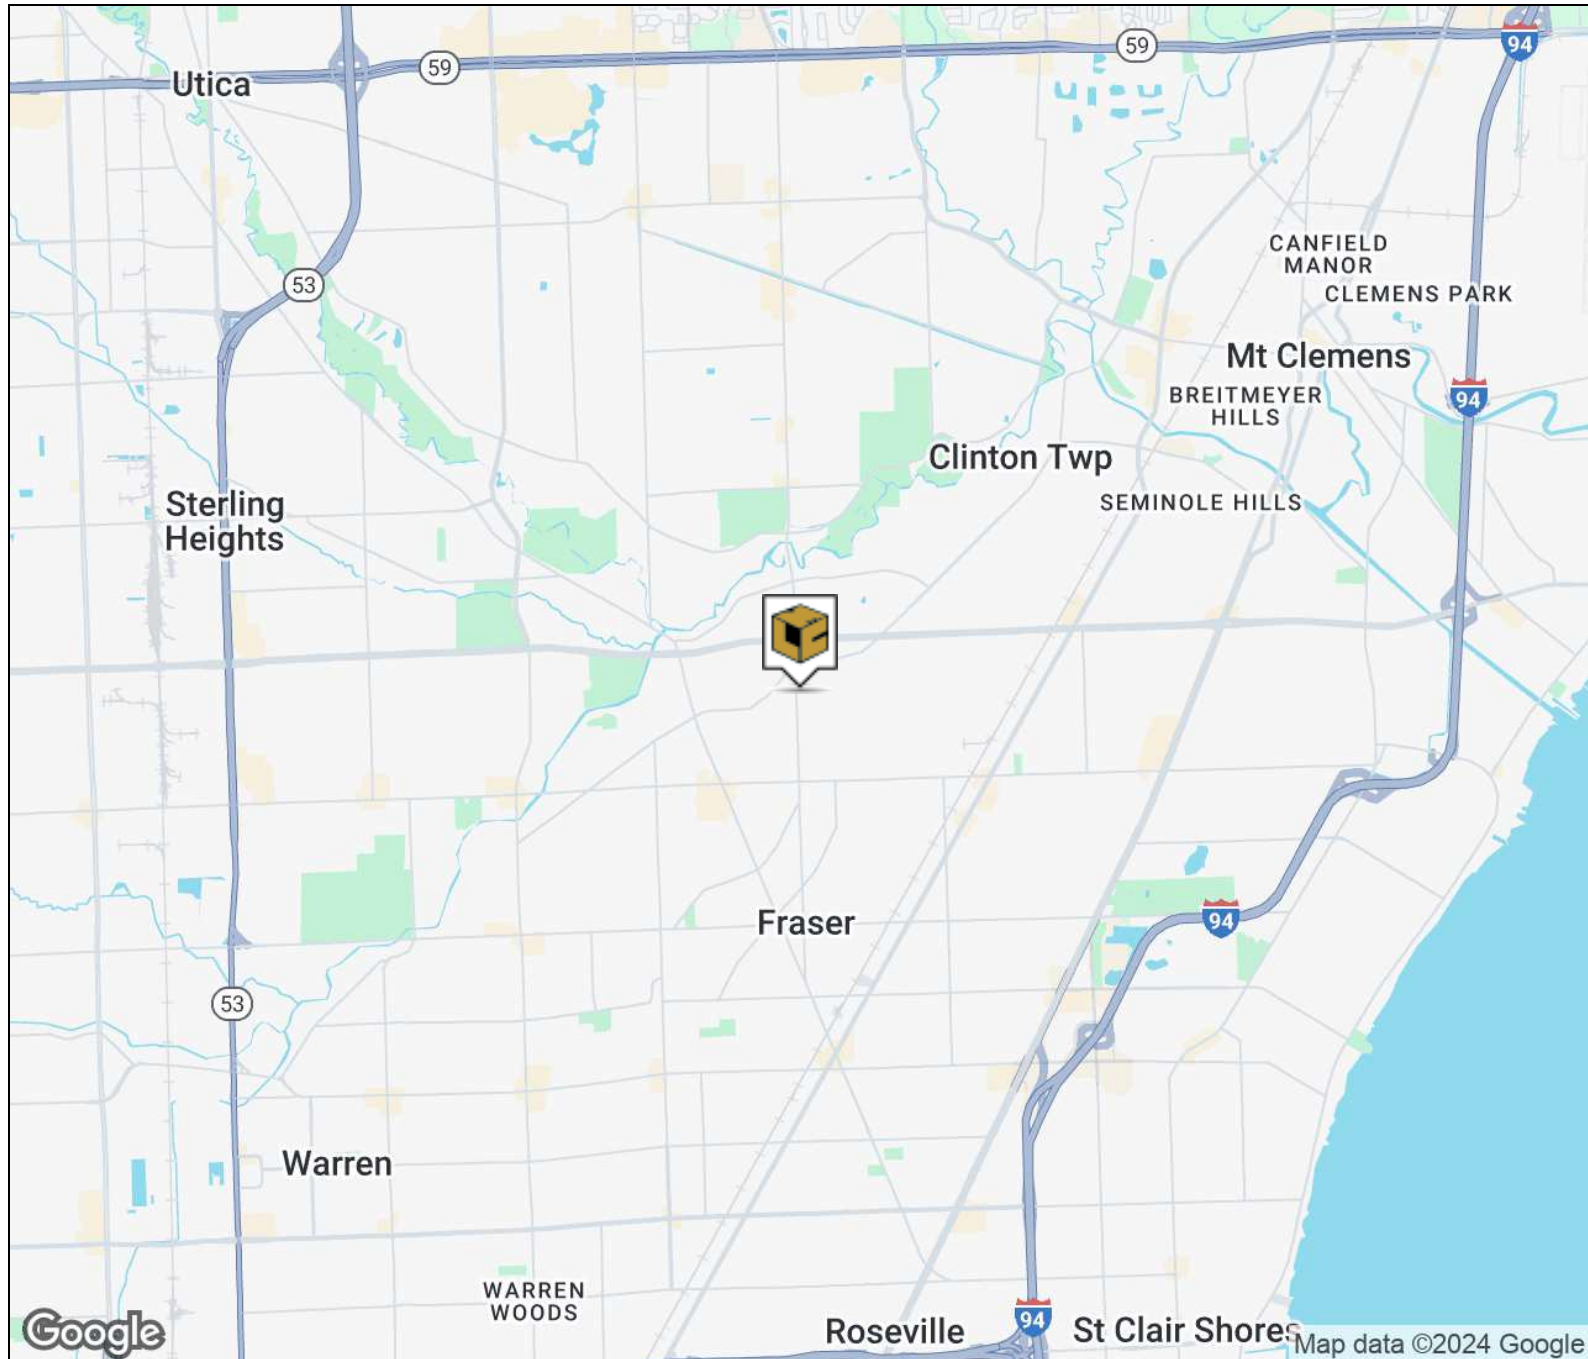 59
94
59
Utica
CANFIELD
MANOR
53
CLEMENS PARK
Mt Clemens
BREITMEYER
HILLS
94
Clinton Twp
SEMINOLE HILLS
Sterling
Heights
Fraser
94
53
Warren
WARREN
WOODS
Roseville
94
St Clair Shores
Google
Map data ©2024 Google